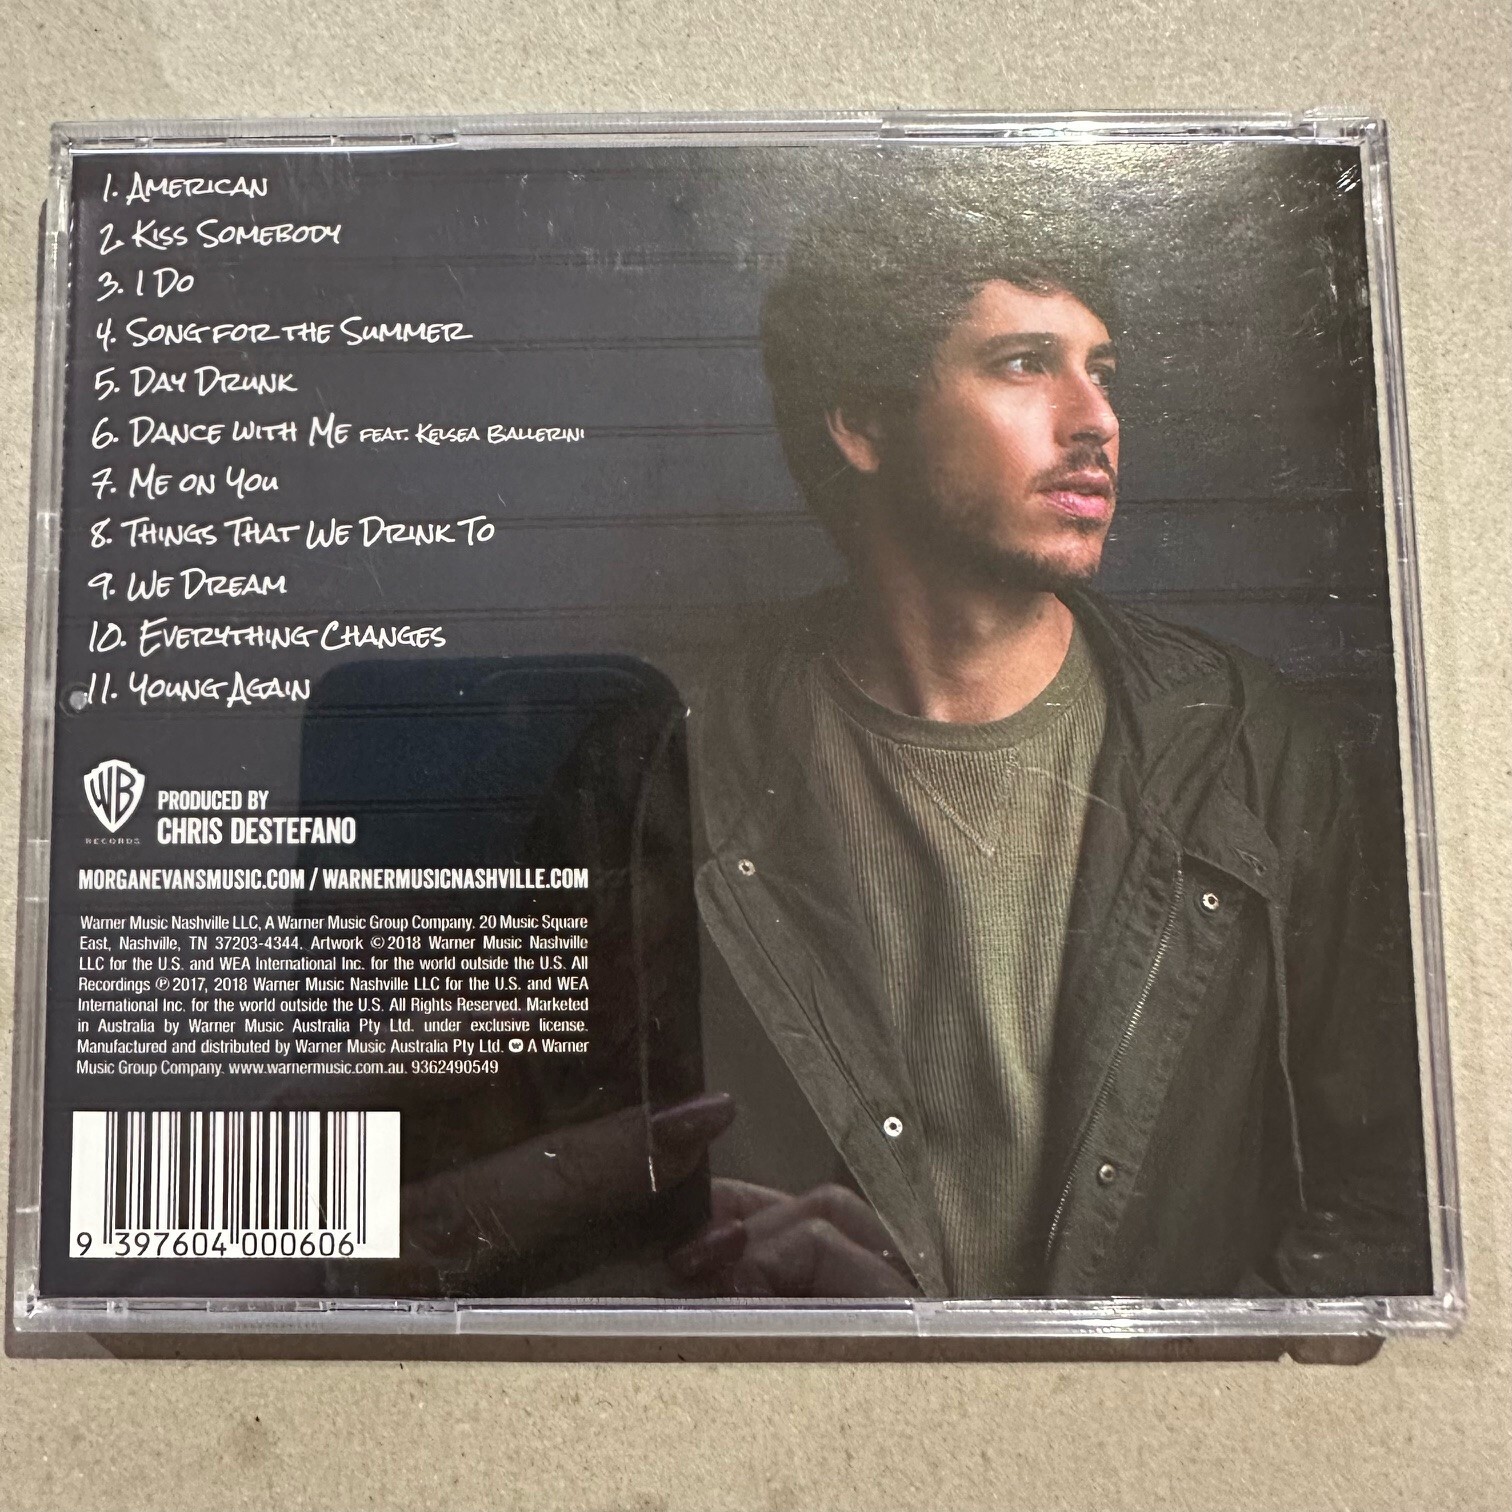 1. American
2. Kiss Somebody
3. I Do
4. Song for the Summer
5. Day Drunk
6. Dance with Me feat. Kelsea Ballerini
7. Me on You
8. Things That We Drink To
9. We Dream
10. Everything Changes
11. Young Again
WB
RECORDS
PRODUCED BY
CHRIS DESTEFANO
MORGANEVANSMUSIC.COM / WARNERMUSICNASHVILLE.COM
Warner Music Nashville LLC, A Warner Music Group Company. 20 Music Square
East, Nashville, TN 37203-4344. Artwork © 2018 Warner Music Nashville
LLC for the U.S. and WEA International Inc. for the world outside the U.S. All
Recordings ℗ 2017, 2018 Warner Music Nashville LLC for the U.S. and WEA
International Inc. for the world outside the U.S. All Rights Reserved. Marketed
in Australia by Warner Music Australia Pty Ltd. under exclusive license.
Manufactured and distributed by Warner Music Australia Pty Ltd. A Warner
Music Group Company. www.warnermusic.com.au. 9362490549
9 397604 000606